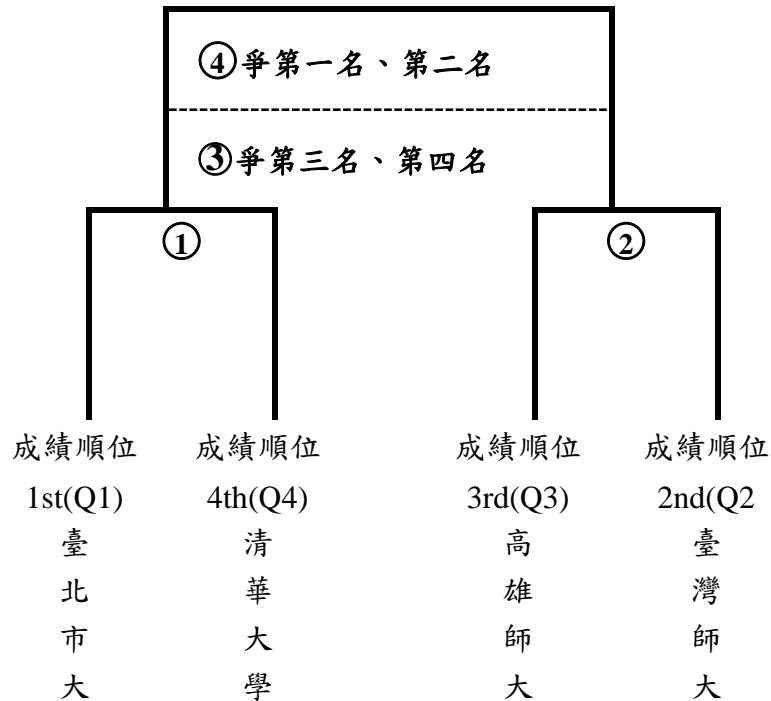 ④爭第一名、第二名
③爭第三名、第四名
① ②
成績順位 成績順位 成績順位 成績順位
1st(Q1) 4th(Q4) 3rd(Q3) 2nd(Q2
臺北市大 清華大學 高雄師大 臺灣師大